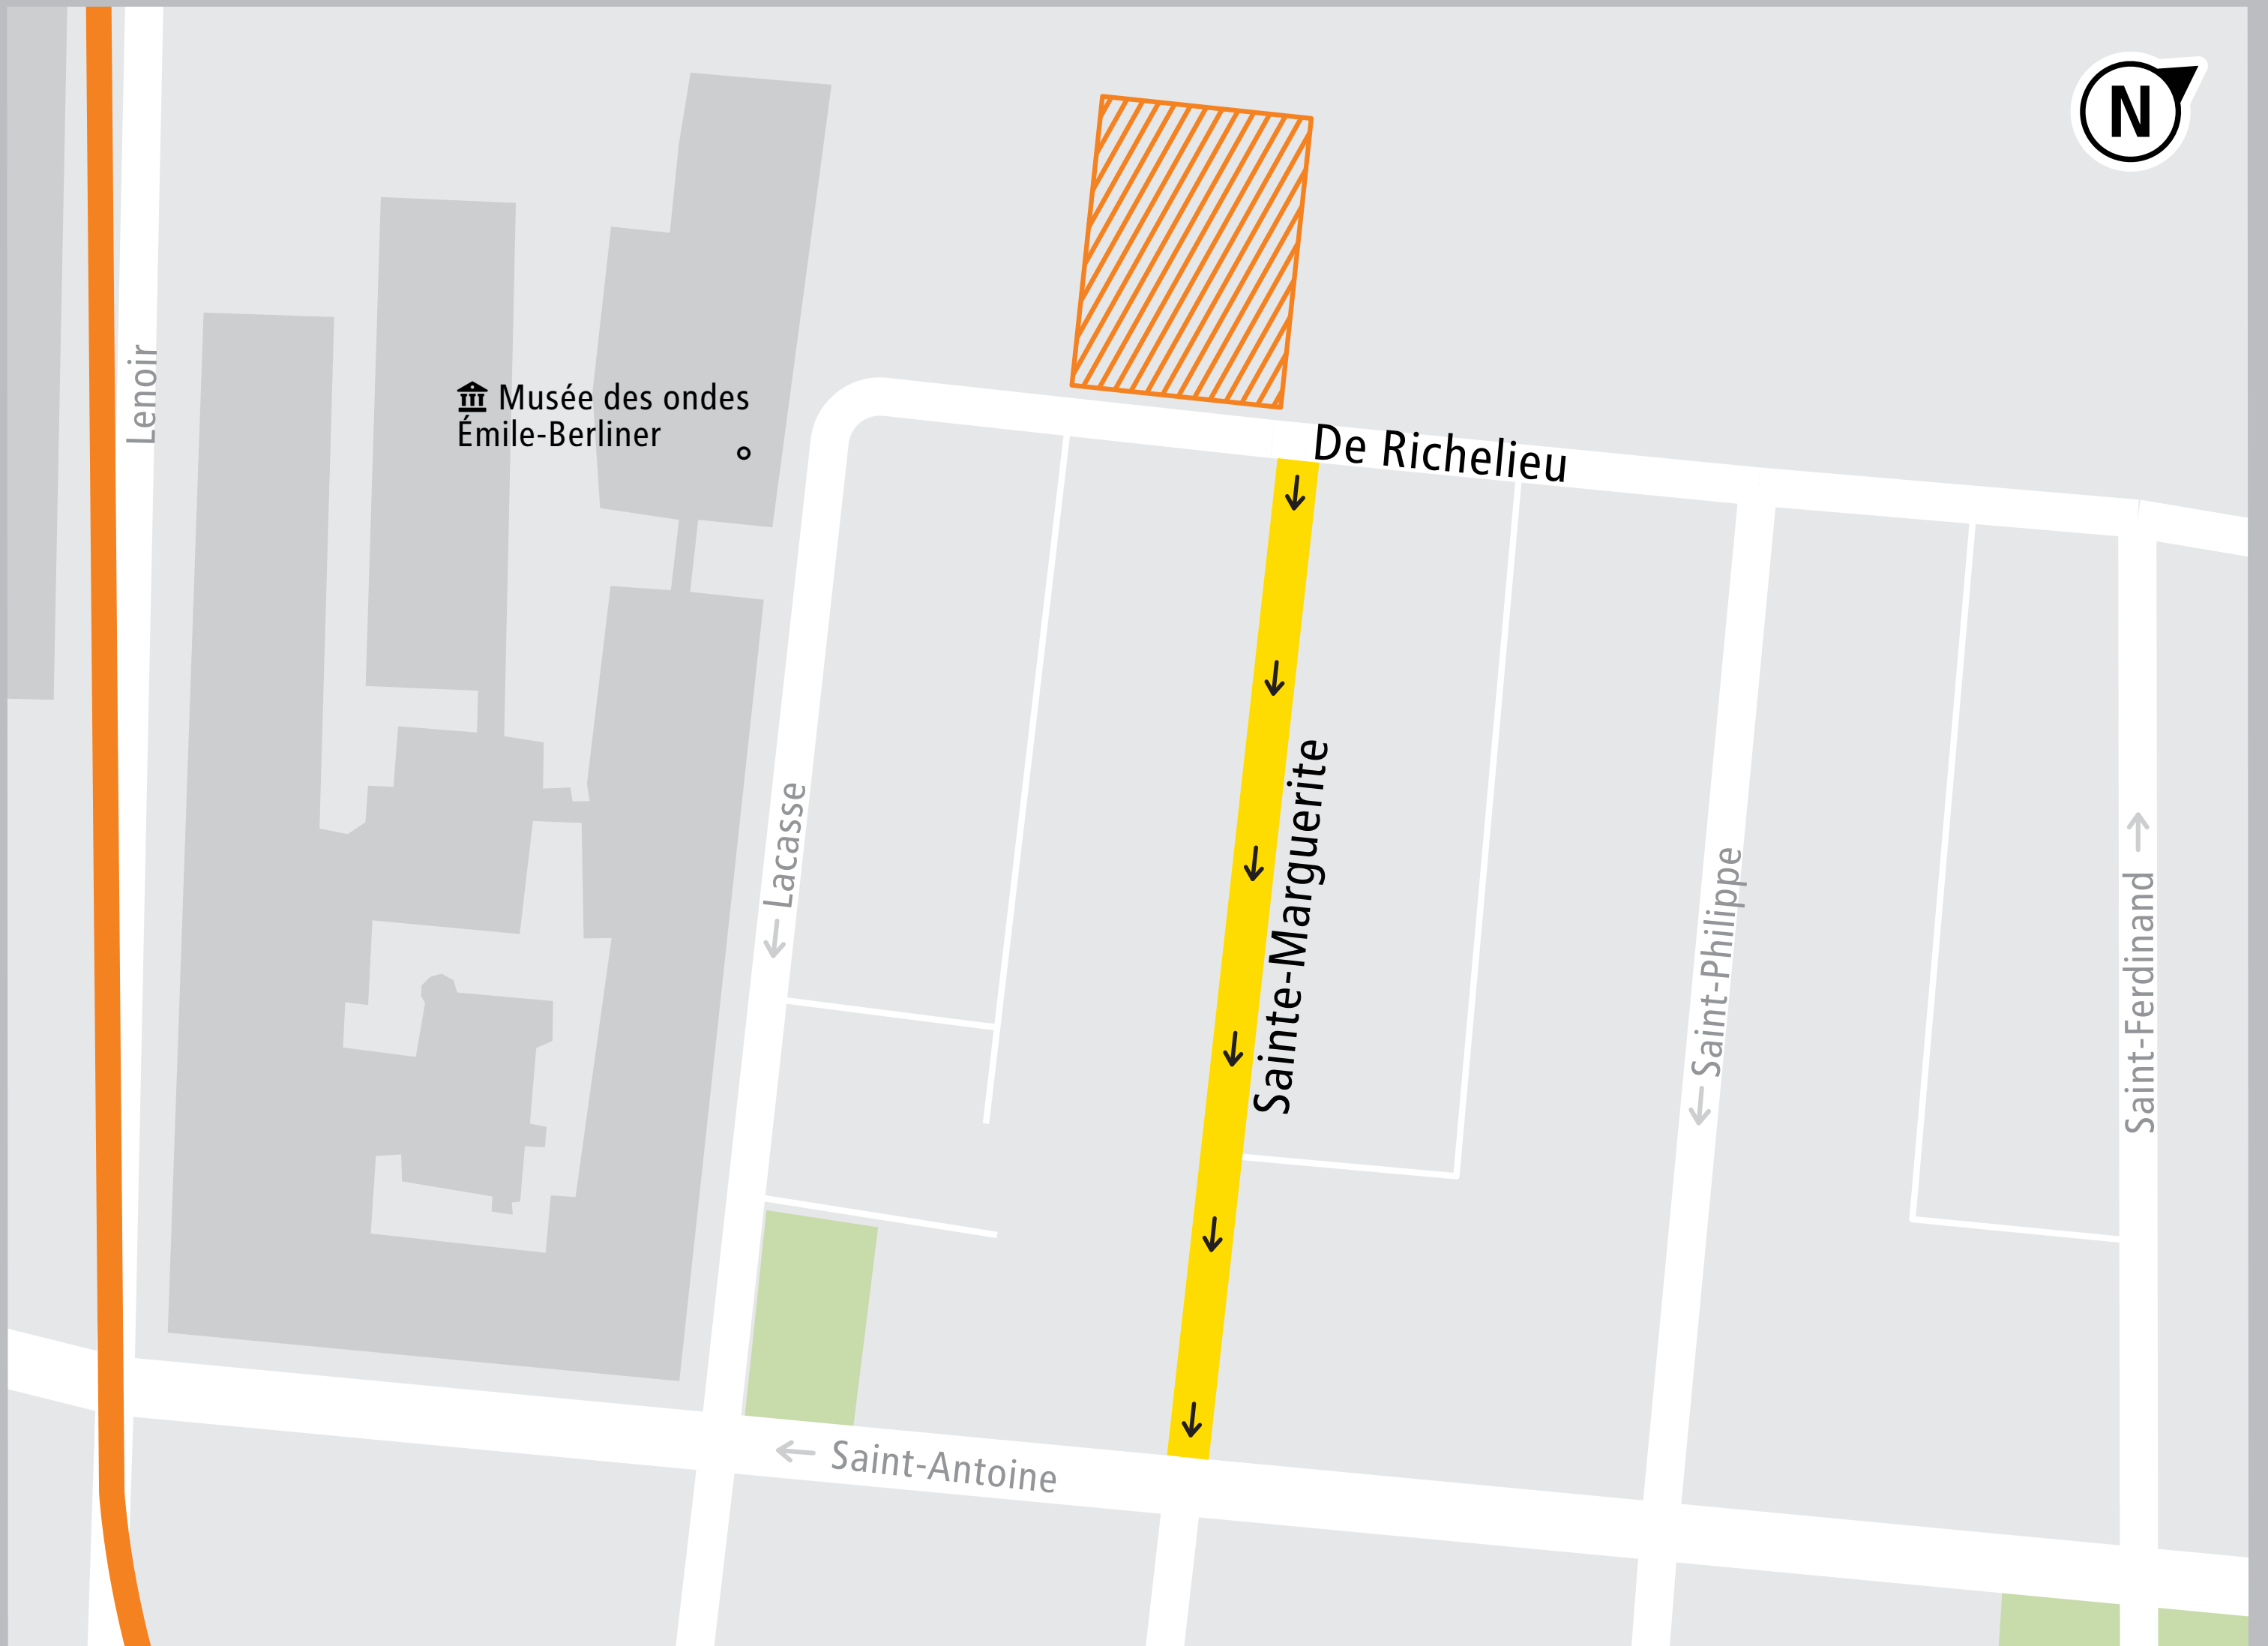 N
Lenoir
Musée des ondes
Émile-Berliner
De Richelieu
Lacasse
Sainte-Marguerite
Saint-Philippe
Saint-Ferdinand
Saint-Antoine